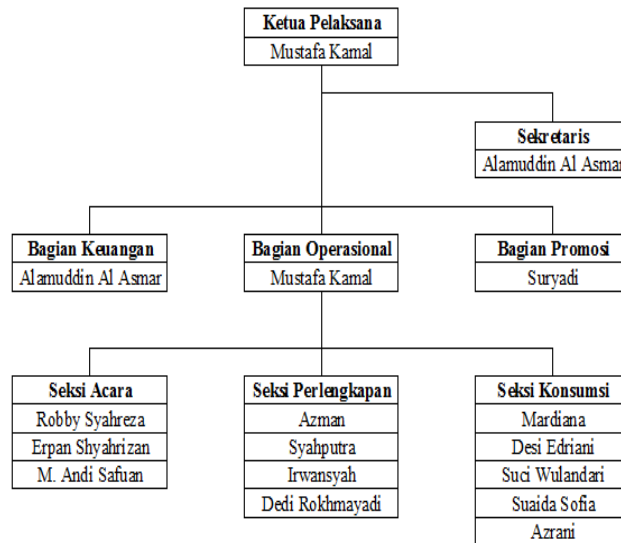 Ketua Pelaksana
Mustafa Kamal
Sekretaris
Alamuddin Al Asmar
Bagian Keuangan
Alamuddin Al Asmar
Bagian Operasional
Mustafa Kamal
Bagian Promosi
Suryadi
Seksi Acara
Robby Syahreza
Erpan Shyahrizan
M. Andi Safuan
Seksi Perlengkapan
Azman
Syahputra
Irwansyah
Dedi Rokhmayadi
Seksi Konsumsi
Mardiana
Desi Edriani
Suci Wulandari
Suaida Sofia
Azrani